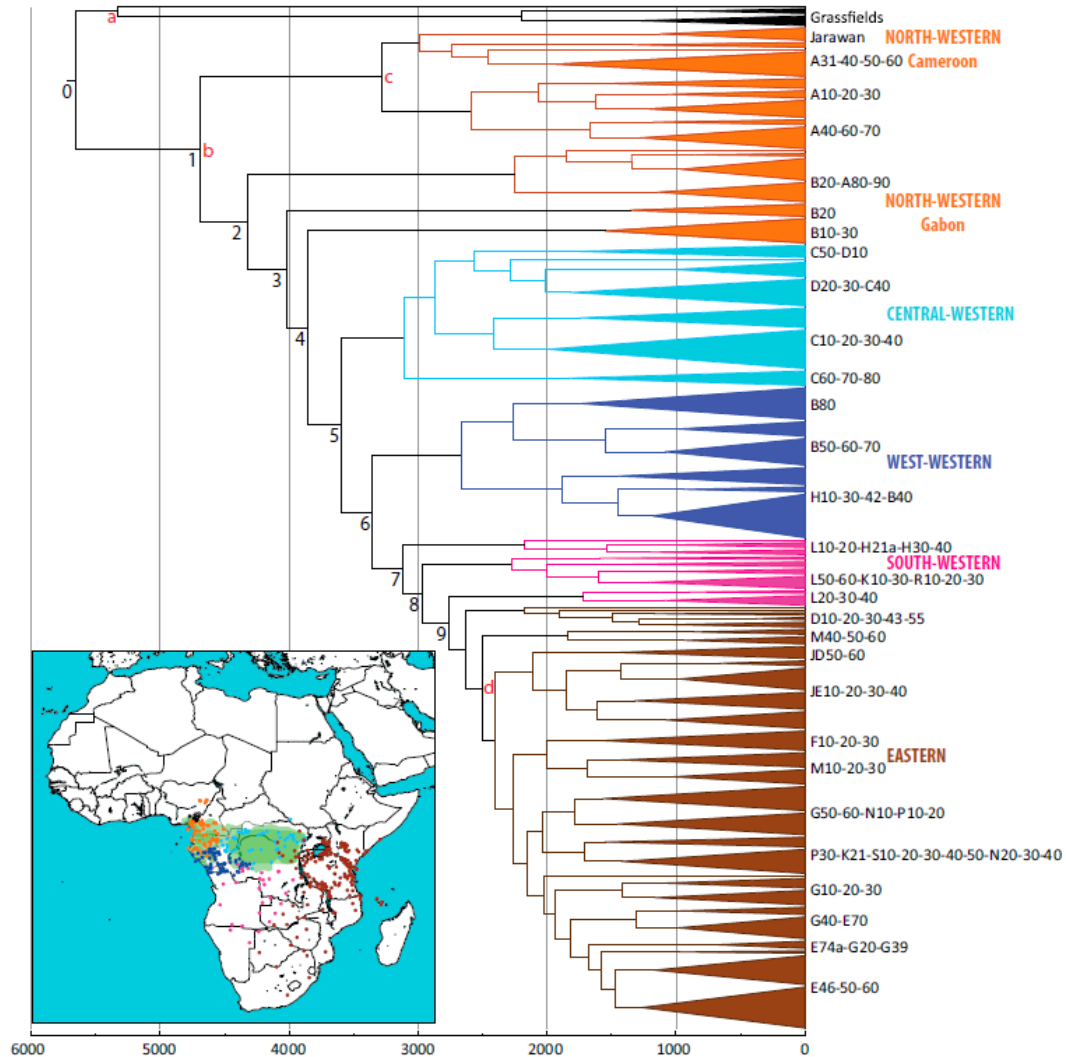 a
Grassfields
Jarawan
NORTH-WESTERN
A31-40-50-60
Cameroon
c
0
A10-20-30
A40-60-70
1
b
B20-A80-90
NORTH-WESTERN
B20
Gabon
2
B10-30
C50-D10
3
D20-30-C40
CENTRAL-WESTERN
4
C10-20-30-40
C60-70-80
B80
5
B50-60-70
WEST-WESTERN
H10-30-42-B40
6
L10-20-H21a-H30-40
SOUTH-WESTERN
7
L50-60-K10-30-R10-20-30
8
L20-30-40
D10-20-30-43-55
9
M40-50-60
JD50-60
d
JE10-20-30-40
F10-20-30
EASTERN
M10-20-30
G50-60-N10-P10-20
P30-K21-S10-20-30-40-50-N20-30-40
G10-20-30
G40-E70
E74a-G20-G39
E46-50-60
6000 5000 4000 3000 2000 1000 0